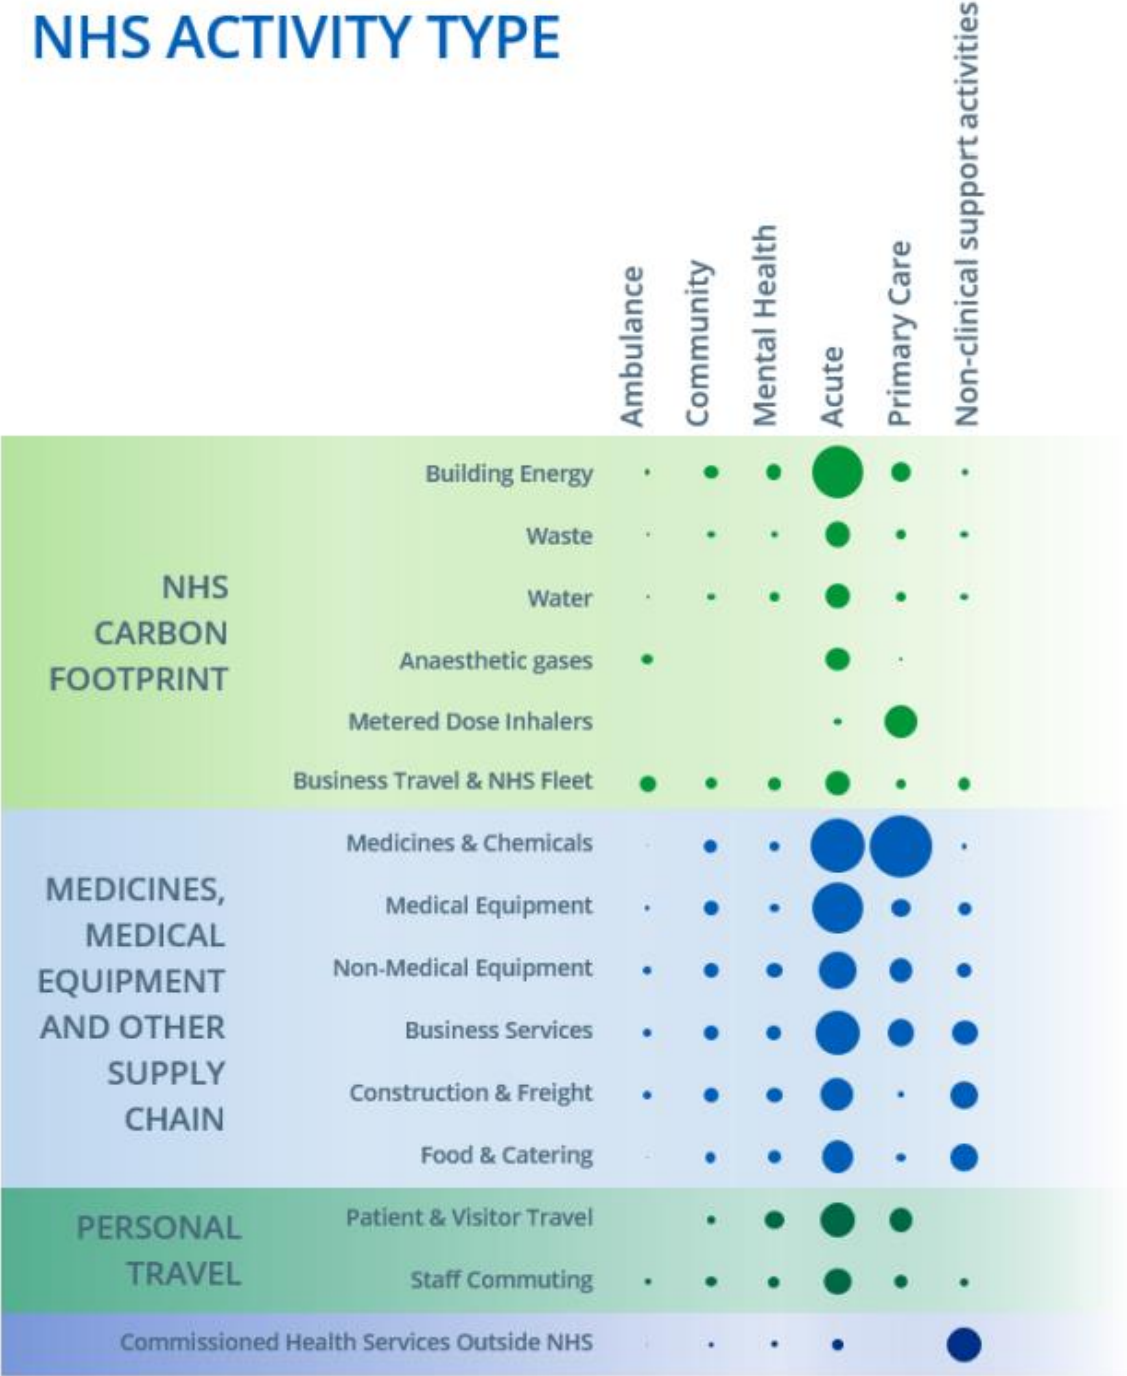 NHS ACTIVITY TYPE
Ambulance
Community
Mental Health
Acute
Primary Care
Non-clinical support activities
NHS
CARBON
FOOTPRINT
Building Energy
Waste
Water
Anaesthetic gases
Metered Dose Inhalers
Business Travel & NHS Fleet
MEDICINES,
MEDICAL
EQUIPMENT
AND OTHER
SUPPLY
CHAIN
Medicines & Chemicals
Medical Equipment
Non-Medical Equipment
Business Services
Construction & Freight
Food & Catering
PERSONAL
TRAVEL
Patient & Visitor Travel
Staff Commuting
Commissioned Health Services Outside NHS